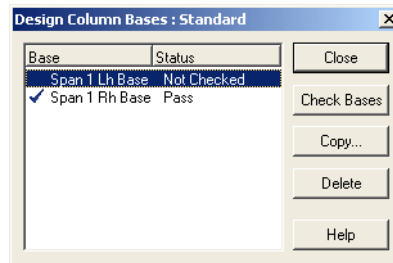 Design Column Bases : Standard
Base Status
Span 1 Lh Base Not Checked
Span 1 Rh Base Pass
Close
Check Bases
Copy...
Delete
Help